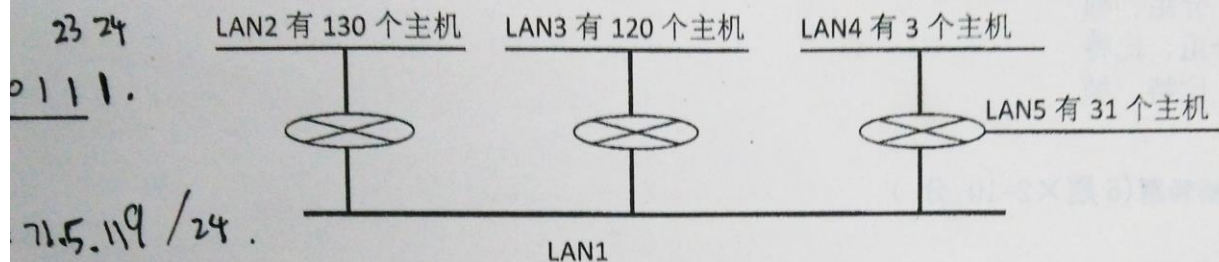 23 24
LAN2 有 130 个主机
LAN3 有 120 个主机
LAN4 有 3 个主机
0111.
LAN5 有 31 个主机
71.5.119/24.
LAN1